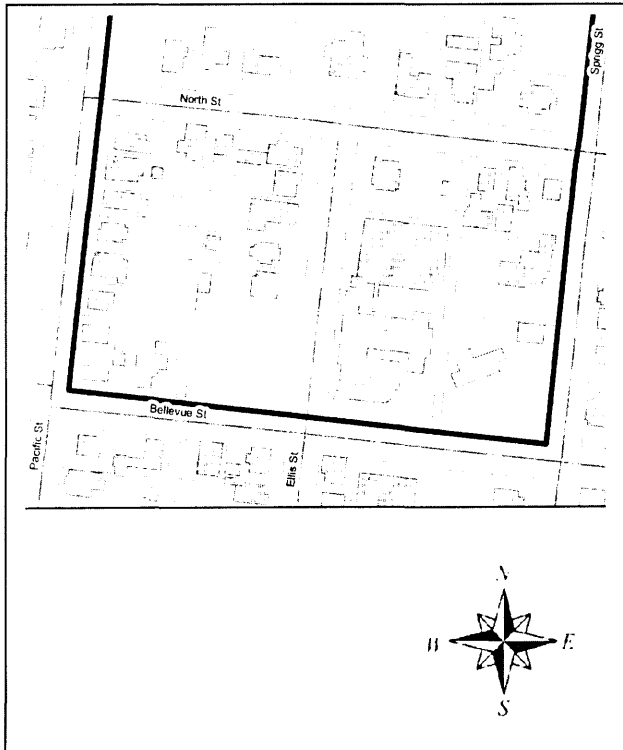 Sprigg St
North St
Bellevue St
Pacific St
Ellis St
N
W E
S